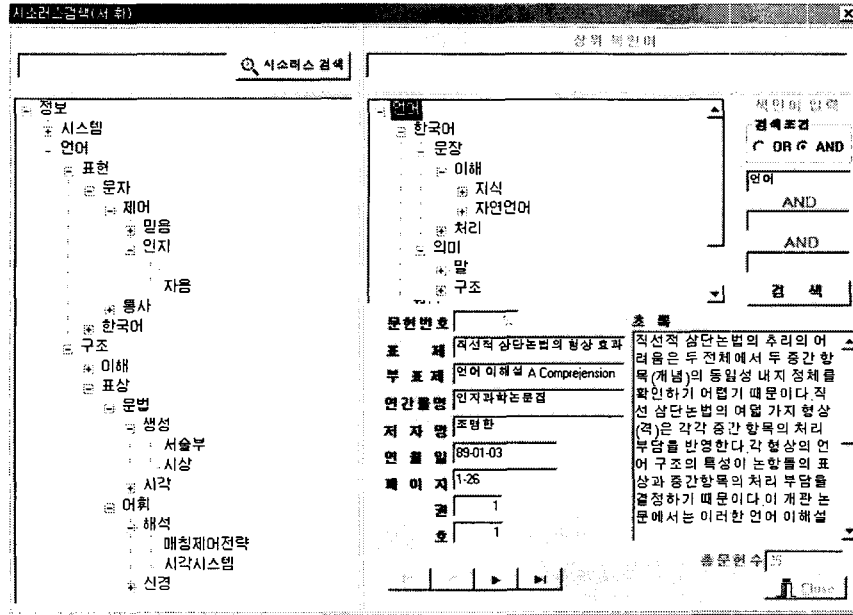 시소러스검색(서 휘)
상위 색인어
시소러스 검색
정보
시스템
언어
표현
문자
제어
믿음
인지
자음
통사
한국어
구조
이해
표상
문법
생성
서술부
시상
시각
어휘
해석
매칭제어전략
시각시스템
신경
언어
한국어
문장
이해
지식
자연언어
처리
의미
말
구조
색인어 입력
검색조건
OR AND
언어
AND
AND
검 색
문헌번호
표 제 직선적 삼단논법의 형상 효과
부 표 제 언어 이해설 A Comprejension
연간물명 인지과학논문집
저 자 명 조명한
연 월 일 89-01-03
페 이 지 1-26
권 1
호 1
초 록
직선적 삼단논법의 추리의 어
려움은 두 전체에서 두 중간 항
목(개념)의 동일성 내지 정체를
확인하기 어렵기 때문이다.직
선 삼단논법의 여덟 가지 형상
(격)은 각각 중간 항목의 처리
부담를 반영한다.각 형상의 언
어 구조의 특성이 논항들의 표
상과 중간항목의 처리 부담을
결정하기 때문이다.이 개관 논
문에서는 이러한 언어 이해설
총문헌수
Close